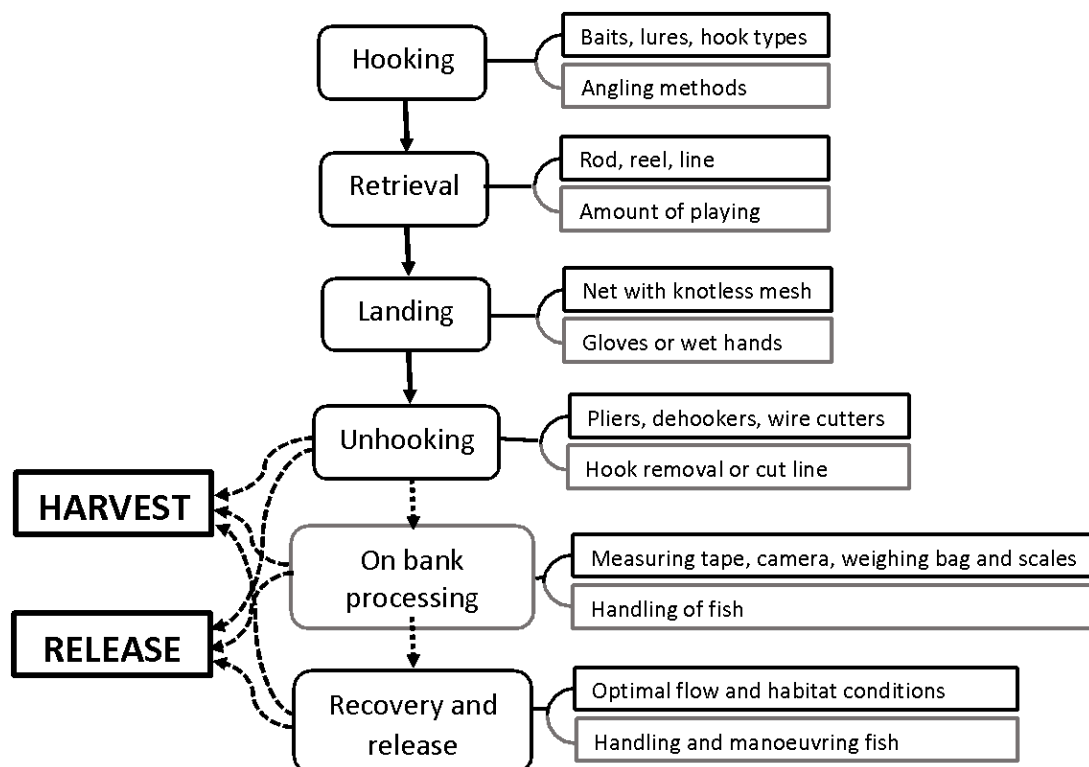 Hooking
Baits, lures, hook types
Angling methods
Retrieval
Rod, reel, line
Amount of playing
Landing
Net with knotless mesh
Gloves or wet hands
Unhooking
Pliers, dehookers, wire cutters
Hook removal or cut line
HARVEST
On bank
processing
Measuring tape, camera, weighing bag and scales
Handling of fish
RELEASE
Recovery and
release
Optimal flow and habitat conditions
Handling and manoeuvring fish